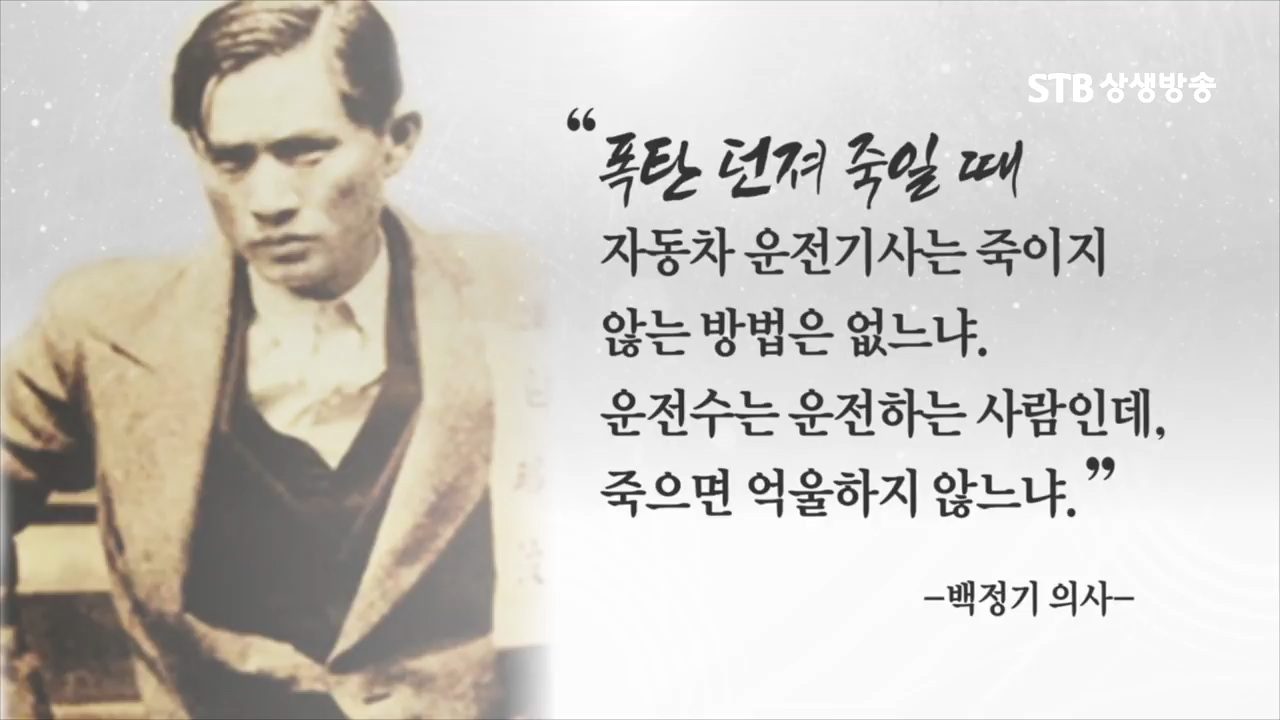 STB 상생방송
“폭탄 던져 죽일 때
자동차 운전기사는 죽이지
않는 방법은 없느냐.
운전수는 운전하는 사람인데,
죽으면 억울하지 않느냐.”
-백정기 의사-